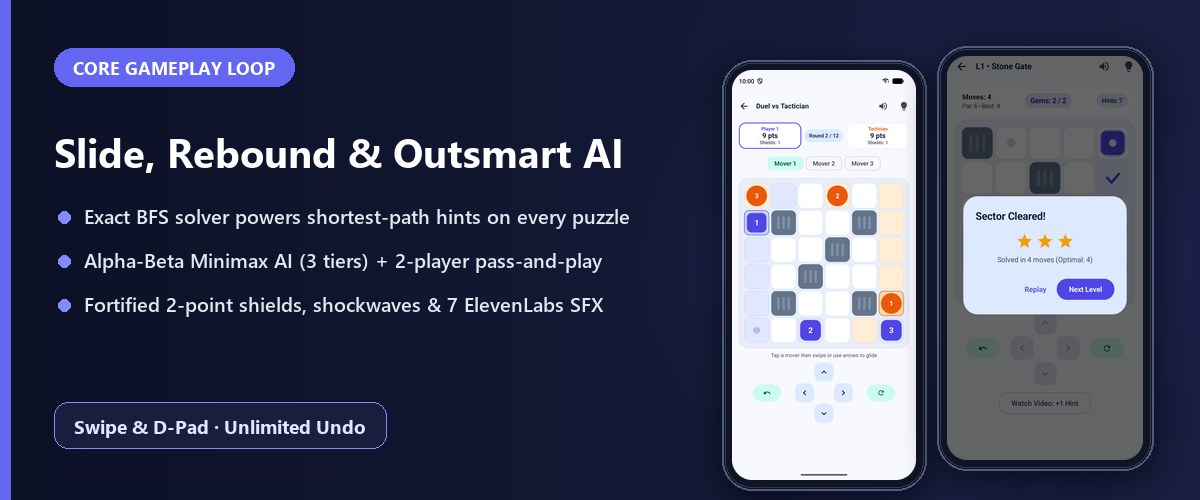 CORE GAMEPLAY LOOP
Slide, Rebound & Outsmart AI
Exact BFS solver powers shortest-path hints on every puzzle
Alpha-Beta Minimax AI (3 tiers) + 2-player pass-and-play
Fortified 2-point shields, shockwaves & 7 ElevenLabs SFX
Swipe & D-Pad · Unlimited Undo
10:00
Duel vs Tactician
Player 1
9 pts
Shields: 1
Round 2 / 12
Tactician
9 pts
Shields: 1
Mover 1
Mover 2
Mover 3
3
2
1
1
2
3
Tap a mover then swipe or use arrows to glide
L1 • Stone Gate
Moves: 4
Par: 6 • Best: 4
Gems: 2 / 2
Hints: 7
Sector Cleared!
Solved in 4 moves (Optimal: 4)
Replay
Next Level
Watch Video: +1 Hint